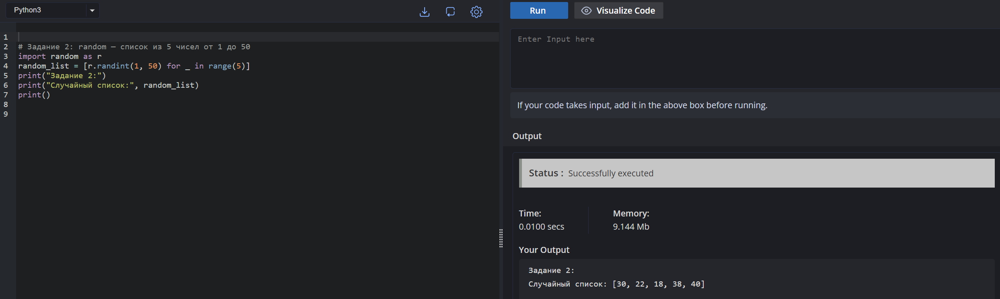 Python3
1
2 # Задание 2: random — список из 5 чисел от 1 до 50
3 import random as r
4 random_list = [r.randint(1, 50) for _ in range(5)]
5 print("Задание 2:")
6 print("Случайный список:", random_list)
7 print()
8
9
Run
Visualize Code
Enter Input here
If your code takes input, add it in the above box before running.
Output
Status : Successfully executed
Time:
0.0100 secs
Memory:
9.144 Mb
Your Output
Задание 2:
Случайный список: [30, 22, 18, 38, 40]